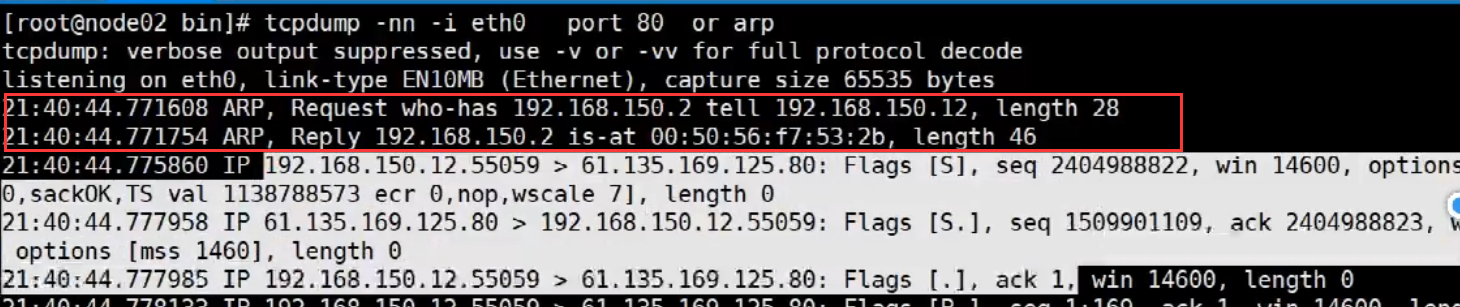 [root@node02 bin]# tcpdump -nn -i eth0   port 80  or arp
tcpdump: verbose output suppressed, use -v or -vv for full protocol decode
listening on eth0, link-type EN10MB (Ethernet), capture size 65535 bytes
21:40:44.771608 ARP, Request who-has 192.168.150.2 tell 192.168.150.12, length 28
21:40:44.771754 ARP, Reply 192.168.150.2 is-at 00:50:56:f7:53:2b, length 46
21:40:44.775860 IP 192.168.150.12.55059 > 61.135.169.125.80: Flags [S], seq 2404988822, win 14600, options
0,sackOK,TS val 1138788573 ecr 0,nop,wscale 7], length 0
21:40:44.777958 IP 61.135.169.125.80 > 192.168.150.12.55059: Flags [S.], seq 1509901109, ack 2404988823, w
options [mss 1460], length 0
21:40:44.777985 IP 192.168.150.12.55059 > 61.135.169.125.80: Flags [.], ack 1, win 14600, length 0